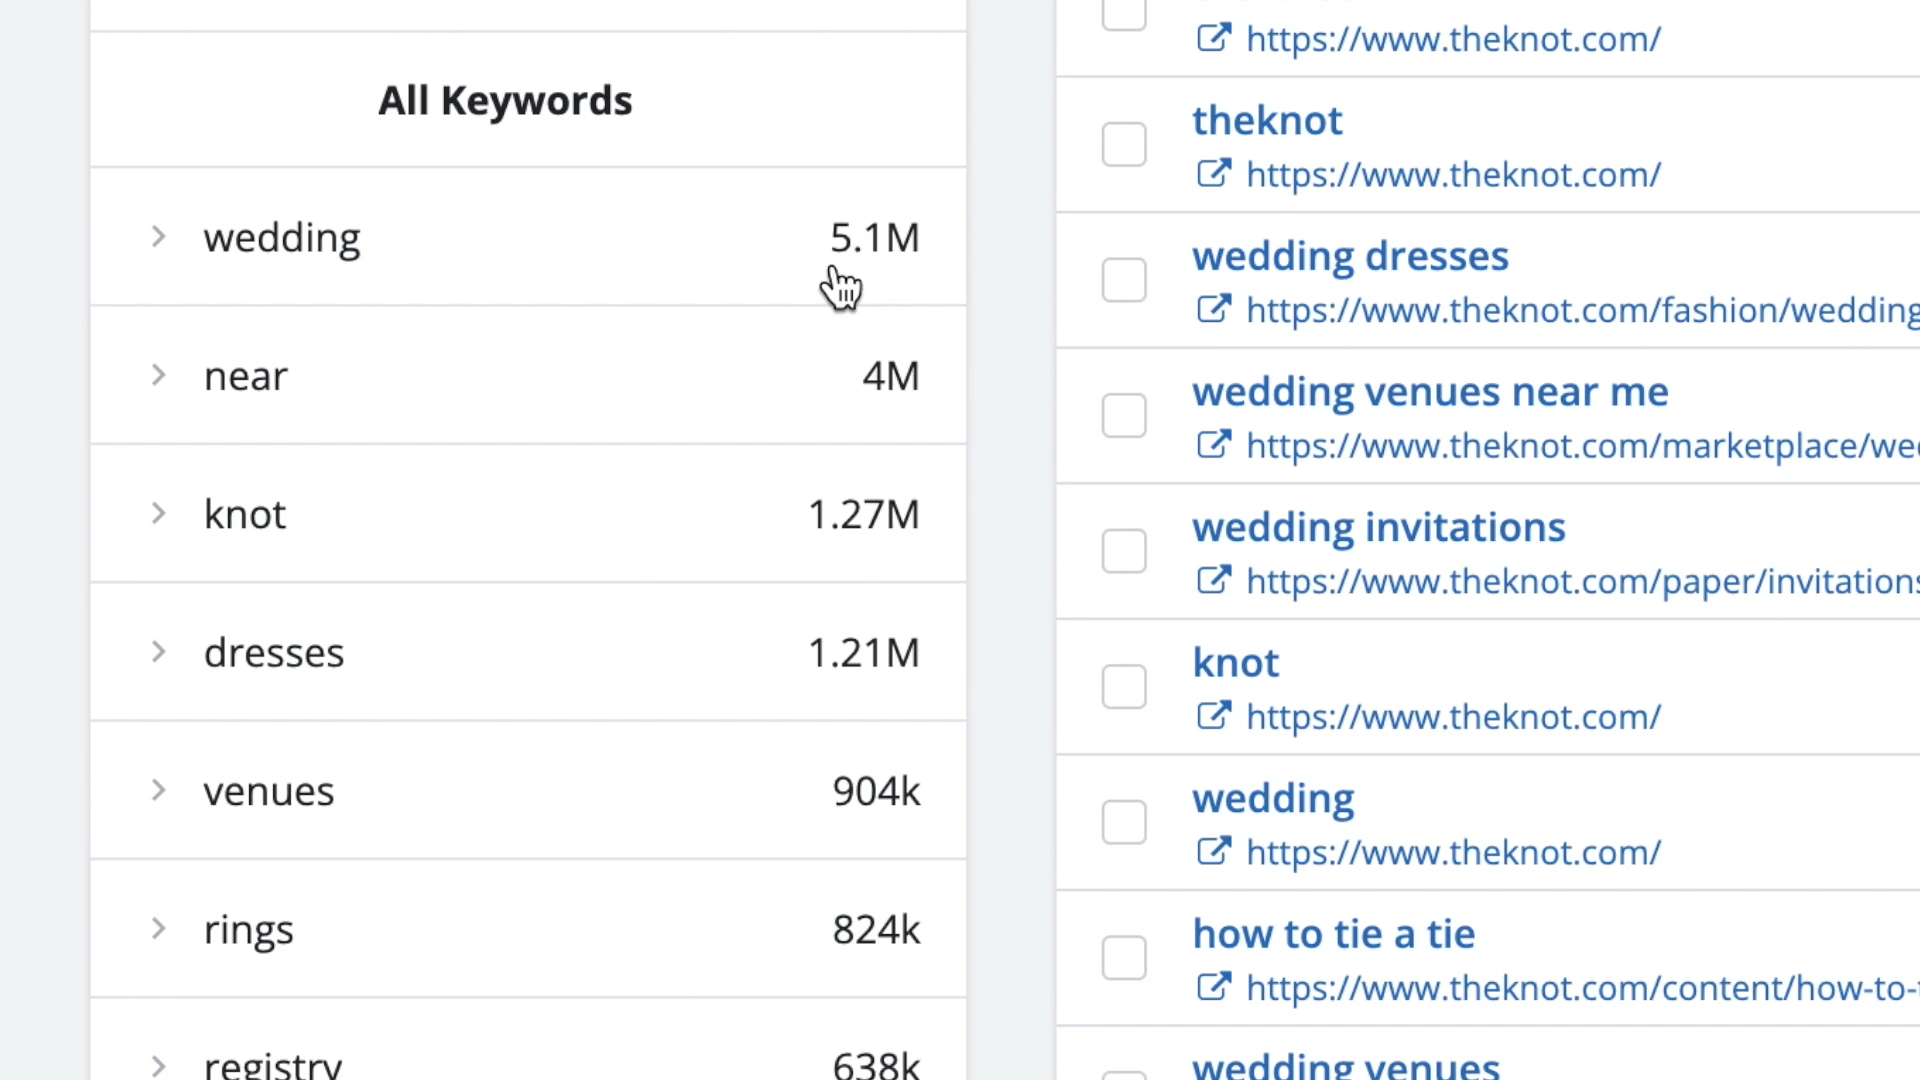 All Keywords
wedding 5.1M
near 4M
knot 1.27M
dresses 1.21M
venues 904k
rings 824k
registry 638k
https://www.theknot.com/
theknot
https://www.theknot.com/
wedding dresses
https://www.theknot.com/fashion/wedding
wedding venues near me
https://www.theknot.com/marketplace/we
wedding invitations
https://www.theknot.com/paper/invitations
knot
https://www.theknot.com/
wedding
https://www.theknot.com/
how to tie a tie
https://www.theknot.com/content/how-to-
wedding venues